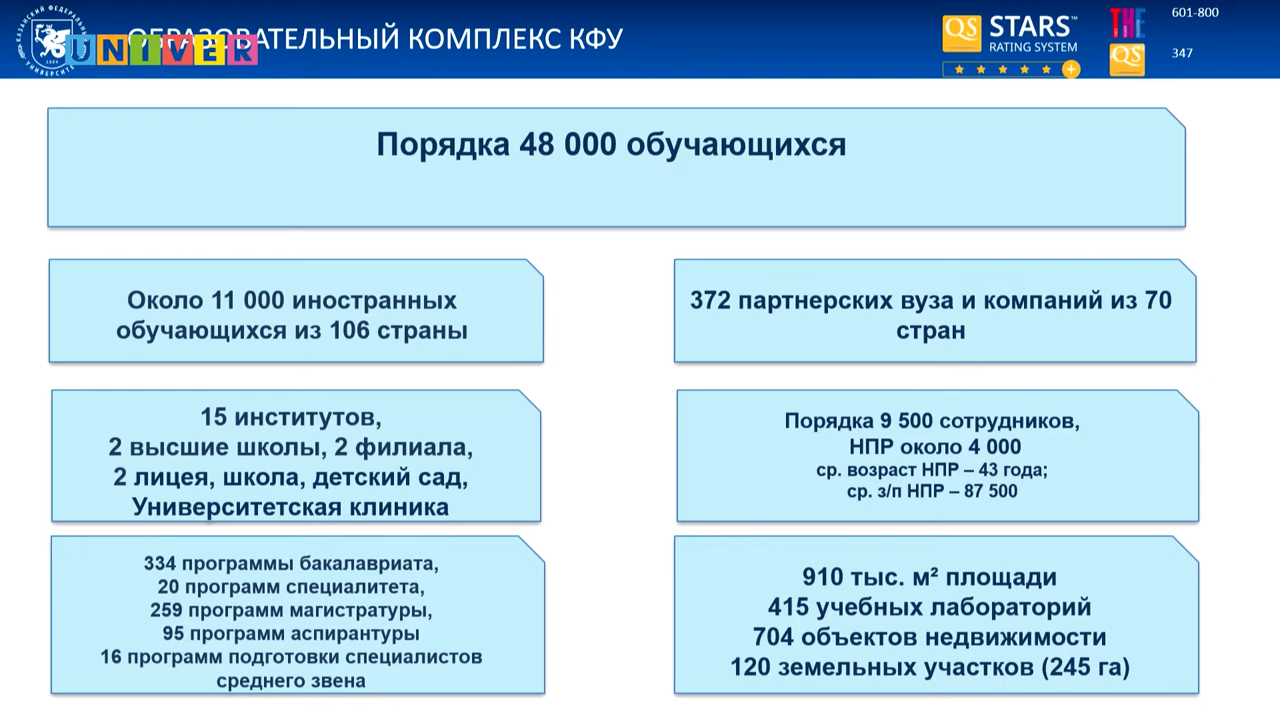 ОБРАЗОВАТЕЛЬНЫЙ КОМПЛЕКС КФУ
UNIVER
QS STARS™
RATING SYSTEM
THE
601-800
QS
347
Порядка 48 000 обучающихся
Около 11 000 иностранных
обучающихся из 106 страны
372 партнерских вуза и компаний из 70
стран
15 институтов,
2 высшие школы, 2 филиала,
2 лицея, школа, детский сад,
Университетская клиника
Порядка 9 500 сотрудников,
НПР около 4 000
ср. возраст НПР – 43 года;
ср. з/п НПР – 87 500
334 программы бакалавриата,
20 программ специалитета,
259 программ магистратуры,
95 программ аспирантуры
16 программ подготовки специалистов
среднего звена
910 тыс. м² площади
415 учебных лабораторий
704 объектов недвижимости
120 земельных участков (245 га)